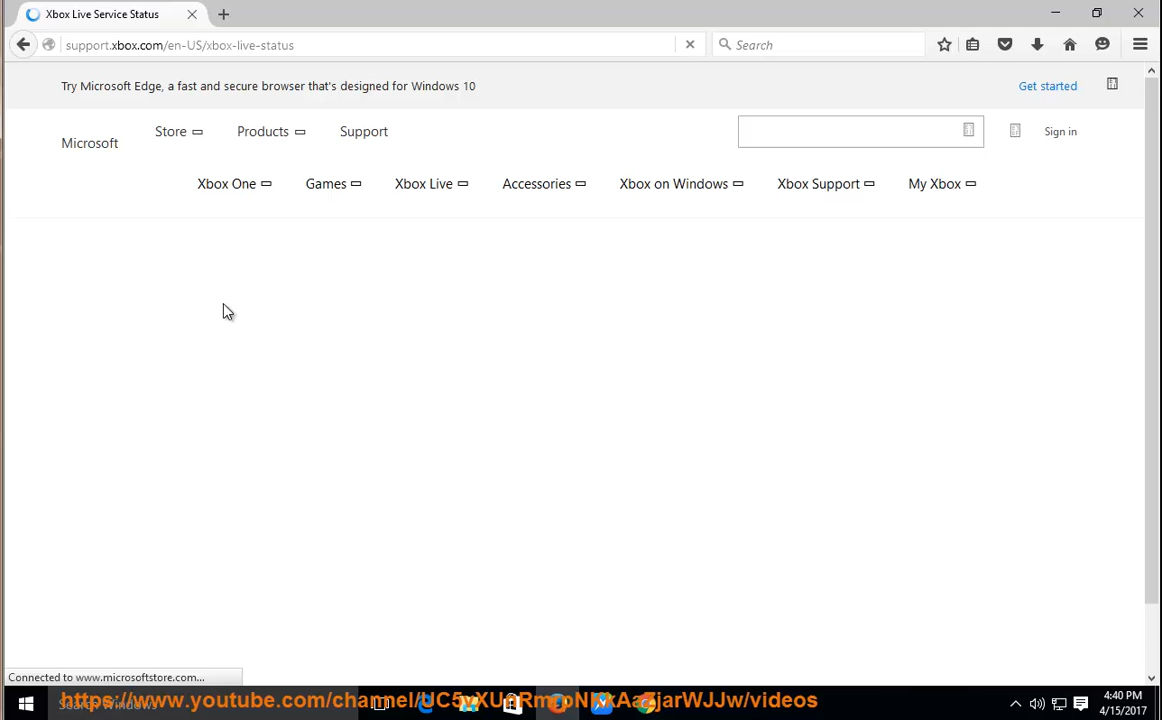 Xbox Live Service Status
support.xbox.com/en-US/xbox-live-status
Search
Try Microsoft Edge, a fast and secure browser that's designed for Windows 10
Get started
Microsoft
Store
Products
Support
Sign in
Xbox One
Games
Xbox Live
Accessories
Xbox on Windows
Xbox Support
My Xbox
Connected to www.microsoftstore.com...
Search Windows
4:40 PM
4/15/2017